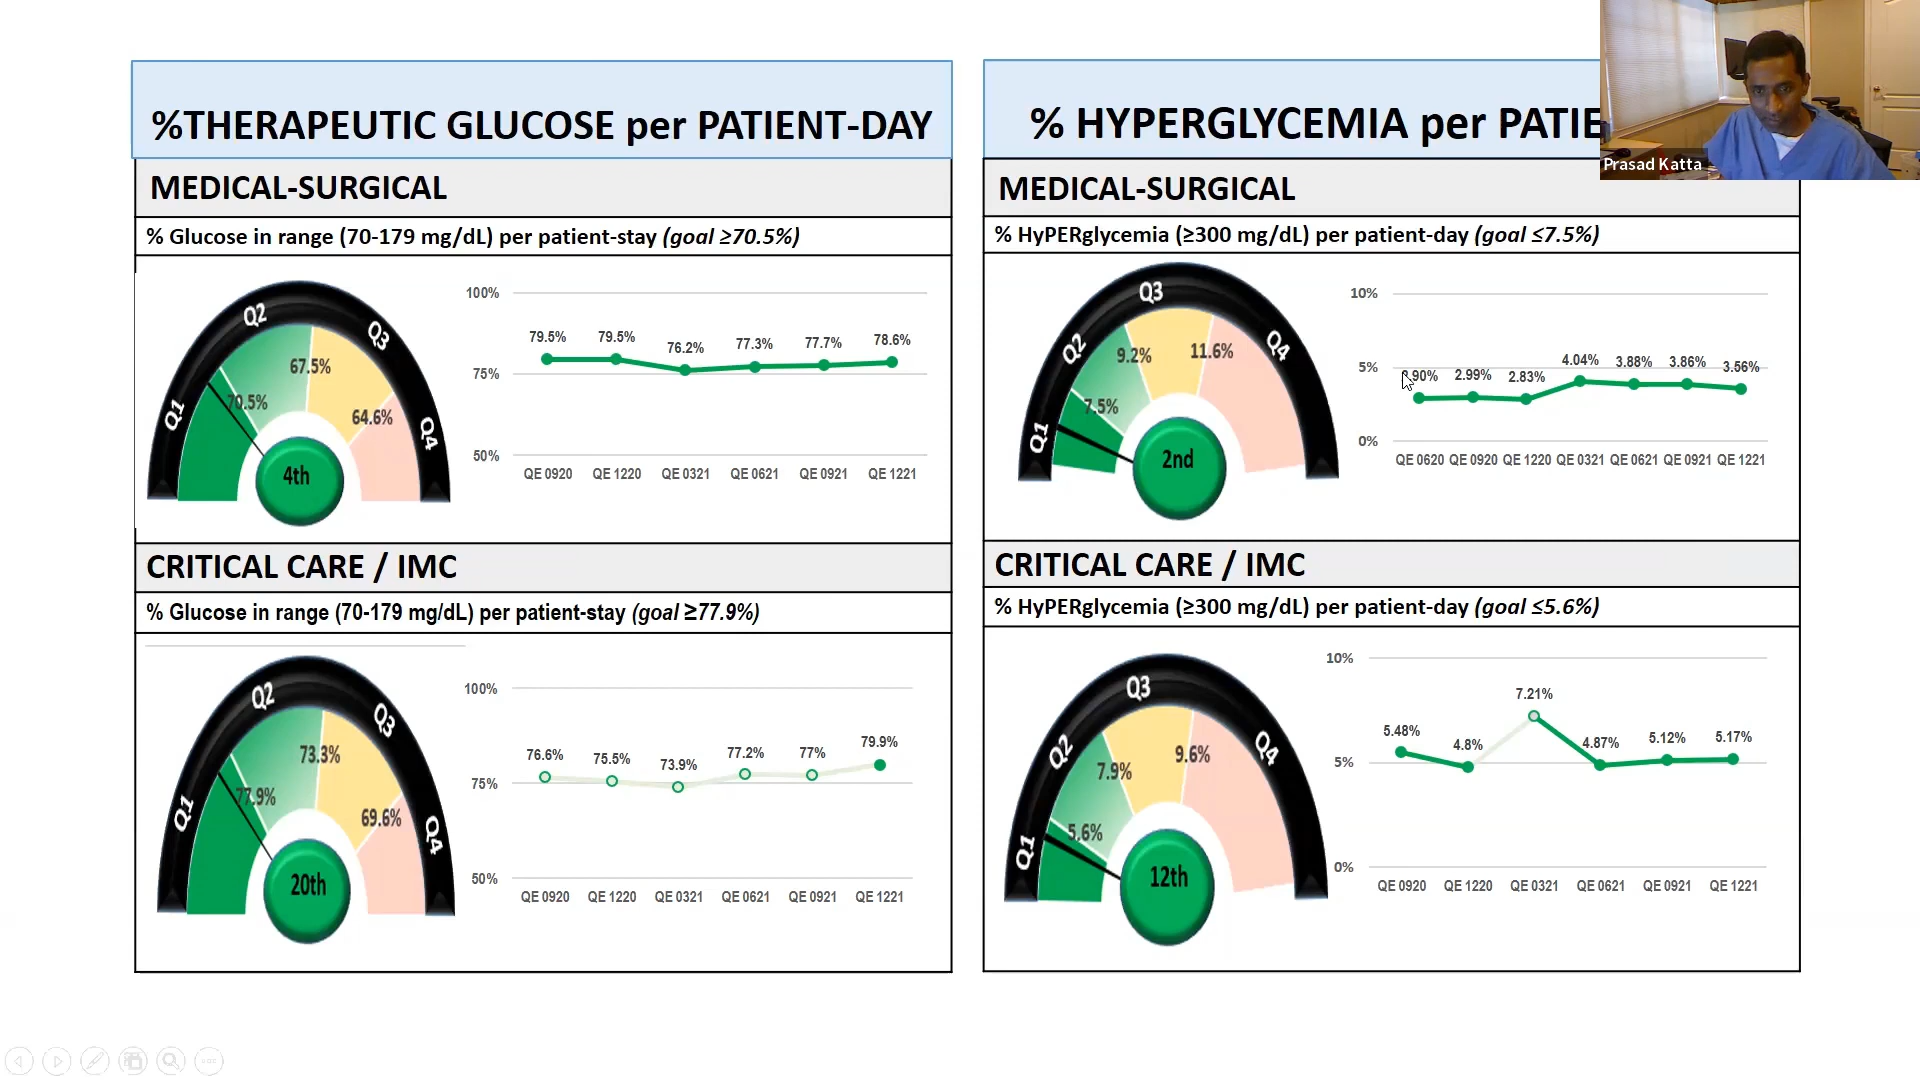 %THERAPEUTIC GLUCOSE per PATIENT-DAY
MEDICAL-SURGICAL
% Glucose in range (70-179 mg/dL) per patient-stay (goal ≥70.5%)
Q1
Q2
Q3
Q4
70.5%
67.5%
64.6%
4th
100%
75%
50%
79.5% 79.5% 76.2% 77.3% 77.7% 78.6%
QE 0920 QE 1220 QE 0321 QE 0621 QE 0921 QE 1221
CRITICAL CARE / IMC
% Glucose in range (70-179 mg/dL) per patient-stay (goal ≥77.9%)
Q1
Q2
Q3
Q4
77.9%
73.3%
69.6%
20th
100%
75%
50%
76.6% 75.5% 73.9% 77.2% 77% 79.9%
QE 0920 QE 1220 QE 0321 QE 0621 QE 0921 QE 1221
% HYPERGLYCEMIA per PATIE
Prasad Katta
MEDICAL-SURGICAL
% HyPERglycemia (≥300 mg/dL) per patient-day (goal ≤7.5%)
Q1
Q2
Q3
Q4
7.5%
9.2%
11.6%
2nd
10%
5%
0%
.90% 2.99% 2.83% 4.04% 3.88% 3.86% 3.56%
QE 0620 QE 0920 QE 1220 QE 0321 QE 0621 QE 0921 QE 1221
CRITICAL CARE / IMC
% HyPERglycemia (≥300 mg/dL) per patient-day (goal ≤5.6%)
Q1
Q2
Q3
Q4
5.6%
7.9%
9.6%
12th
10%
5%
0%
5.48% 4.8% 7.21% 4.87% 5.12% 5.17%
QE 0920 QE 1220 QE 0321 QE 0621 QE 0921 QE 1221